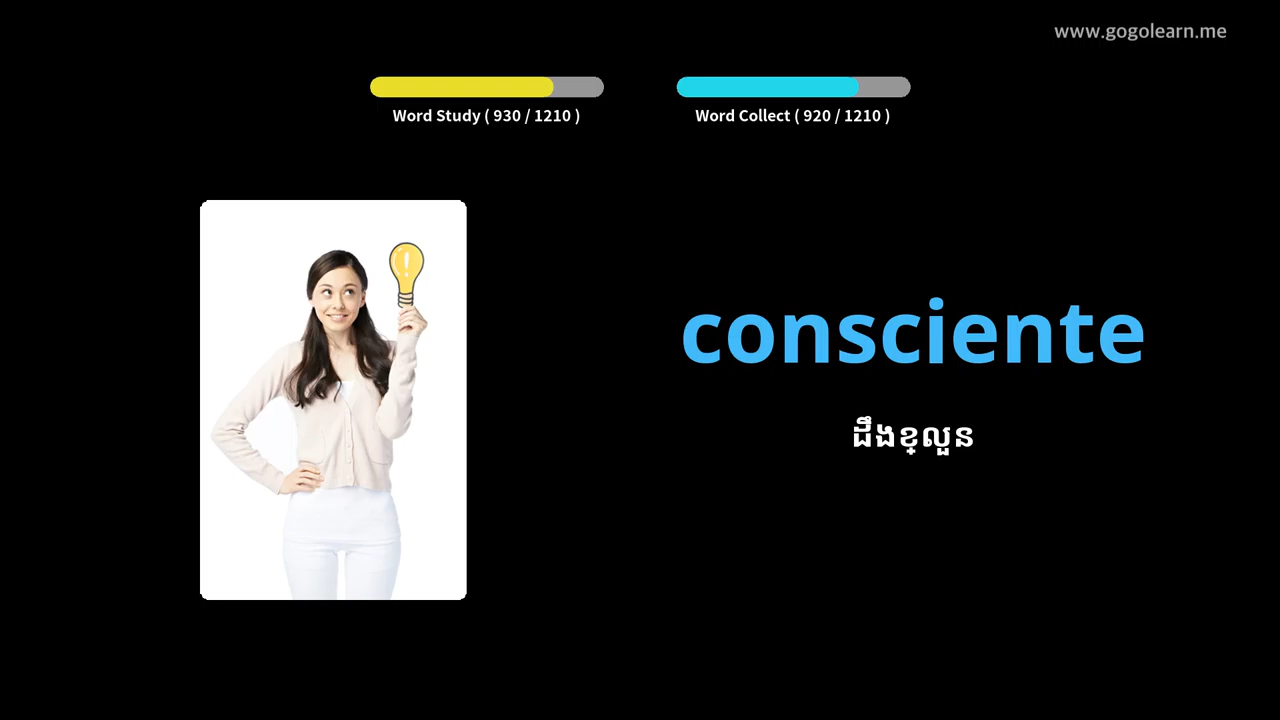 www.gogolearn.me
Word Study ( 930 / 1210 )
Word Collect ( 920 / 1210 )
consciente
ដឹងខ្លួន